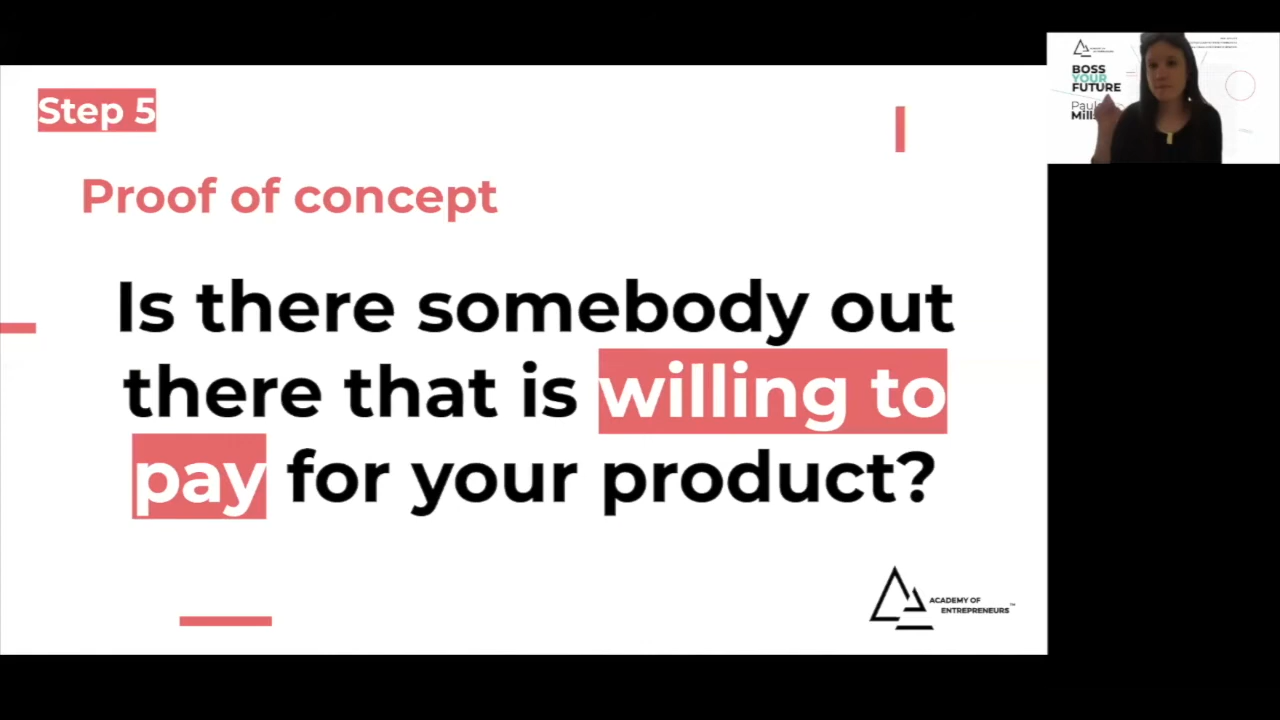 Step 5
Proof of concept
Is there somebody out
there that is willing to
pay for your product?
ACADEMY OF
ENTREPRENEURS™
BOSS
YOUR
FUTURE